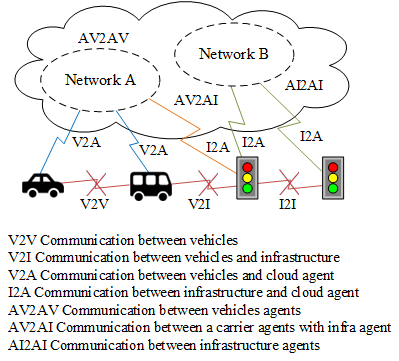 AV2AV
Network B
Network A
AI2AI
AV2AI
V2A
V2A
I2A
I2A
I2A
V2V
V2I
I2I
V2V Communication between vehicles
V2I Communication between vehicles and infrastructure
V2A Communication between vehicles and cloud agent
I2A Communication between infrastructure and cloud agent
AV2AV Communication between vehicles agents
AV2AI Communication between a carrier agents with infra agent
AI2AI Communication between infrastructure agents